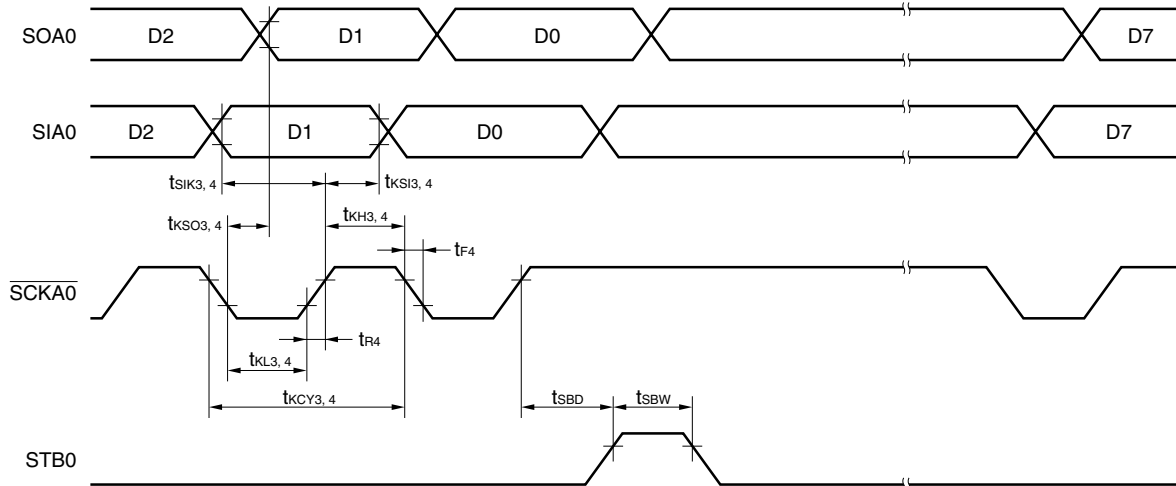 SOA0 D2 D1 D0 D7
SIA0 D2 D1 D0 D7
tSIK3, 4 tKSI3, 4
tKSO3, 4 tKH3, 4
tF4
SCKA0
tR4
tKL3, 4
tKCY3, 4 tSBD tSBW
STB0